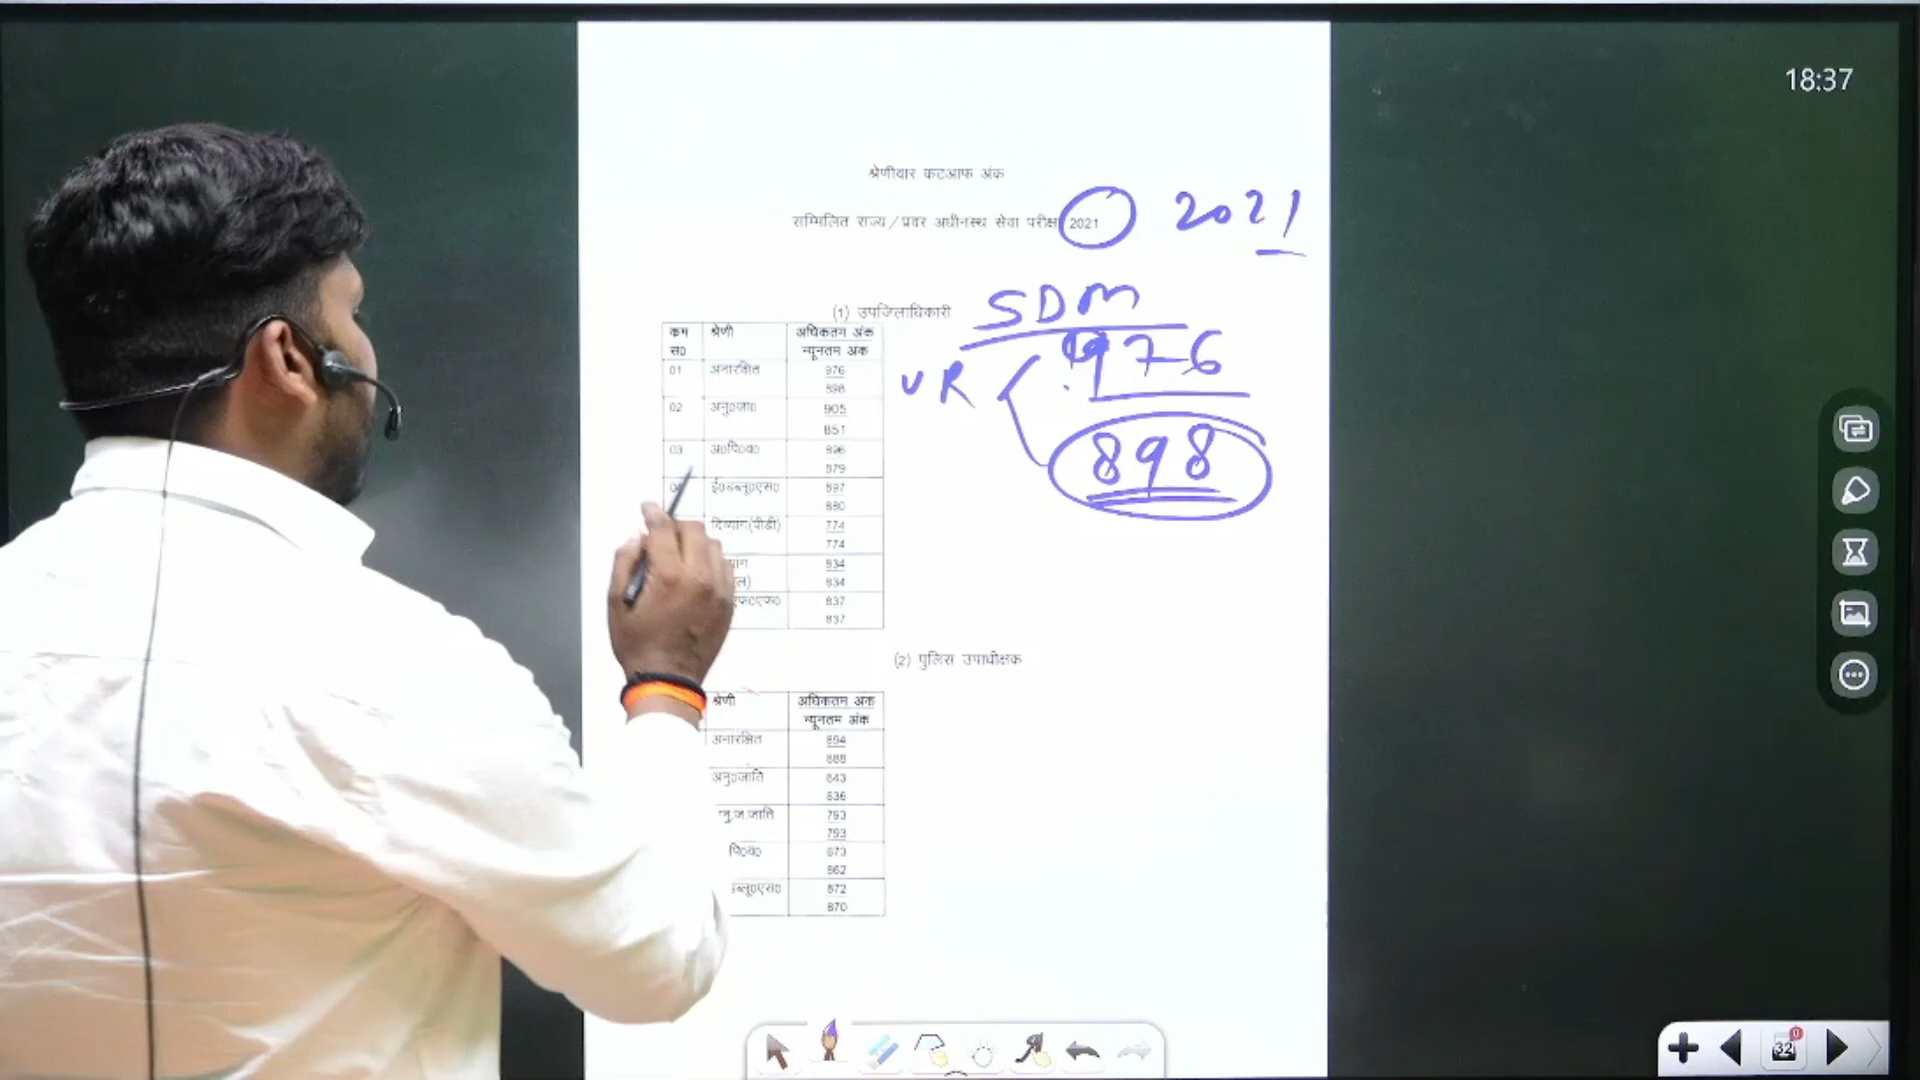 18:37
श्रेणीवार कटआफ अंक
सम्मिलित राज्य/प्रवर अधीनस्थ सेवा परीक्षा 2021
2021
(1) उपजिलाधिकारी
SDM
कम स0 श्रेणी अधिकतम अंक
न्यूनतम अंक
01 अनारक्षित 976
898
UR 976
898
02 अनु0जा0 905
851
03 अ0पि0व0 896
879
ई0डब्लू0एस0 897
880
दिव्यांग(पीडी) 774
774
834
834
837
837
(2) पुलिस उपाधीक्षक
श्रेणी अधिकतम अंक
न्यूनतम अंक
अनारक्षित 894
888
अनु0जाति 843
836
793
793
873
862
872
870
32
0